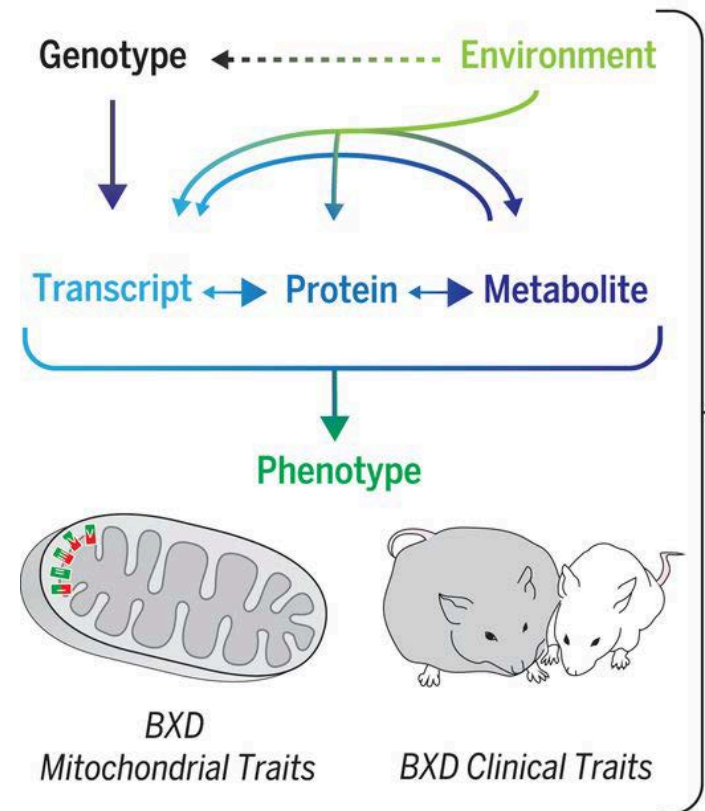 Genotype Environment
Transcript Protein Metabolite
Phenotype
BXD
Mitochondrial Traits
BXD Clinical Traits